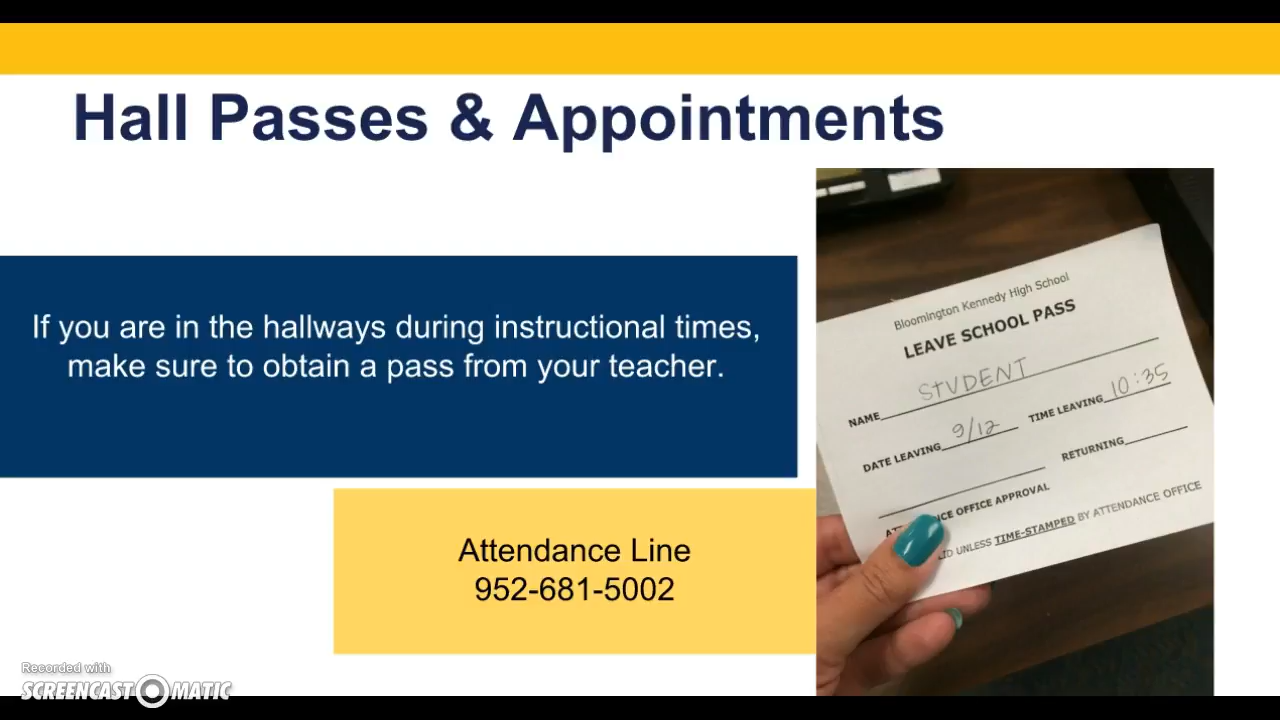 Hall Passes & Appointments
If you are in the hallways during instructional times,
make sure to obtain a pass from your teacher.
Attendance Line
952-681-5002
Bloomington Kennedy High School
LEAVE SCHOOL PASS
NAME STUDENT
DATE LEAVING 9/12 TIME LEAVING 10:35
RETURNING
OFFICE APPROVAL
UNLESS TIME-STAMPED BY ATTENDANCE OFFICE
Recorded with
SCREENCAST-O-MATIC